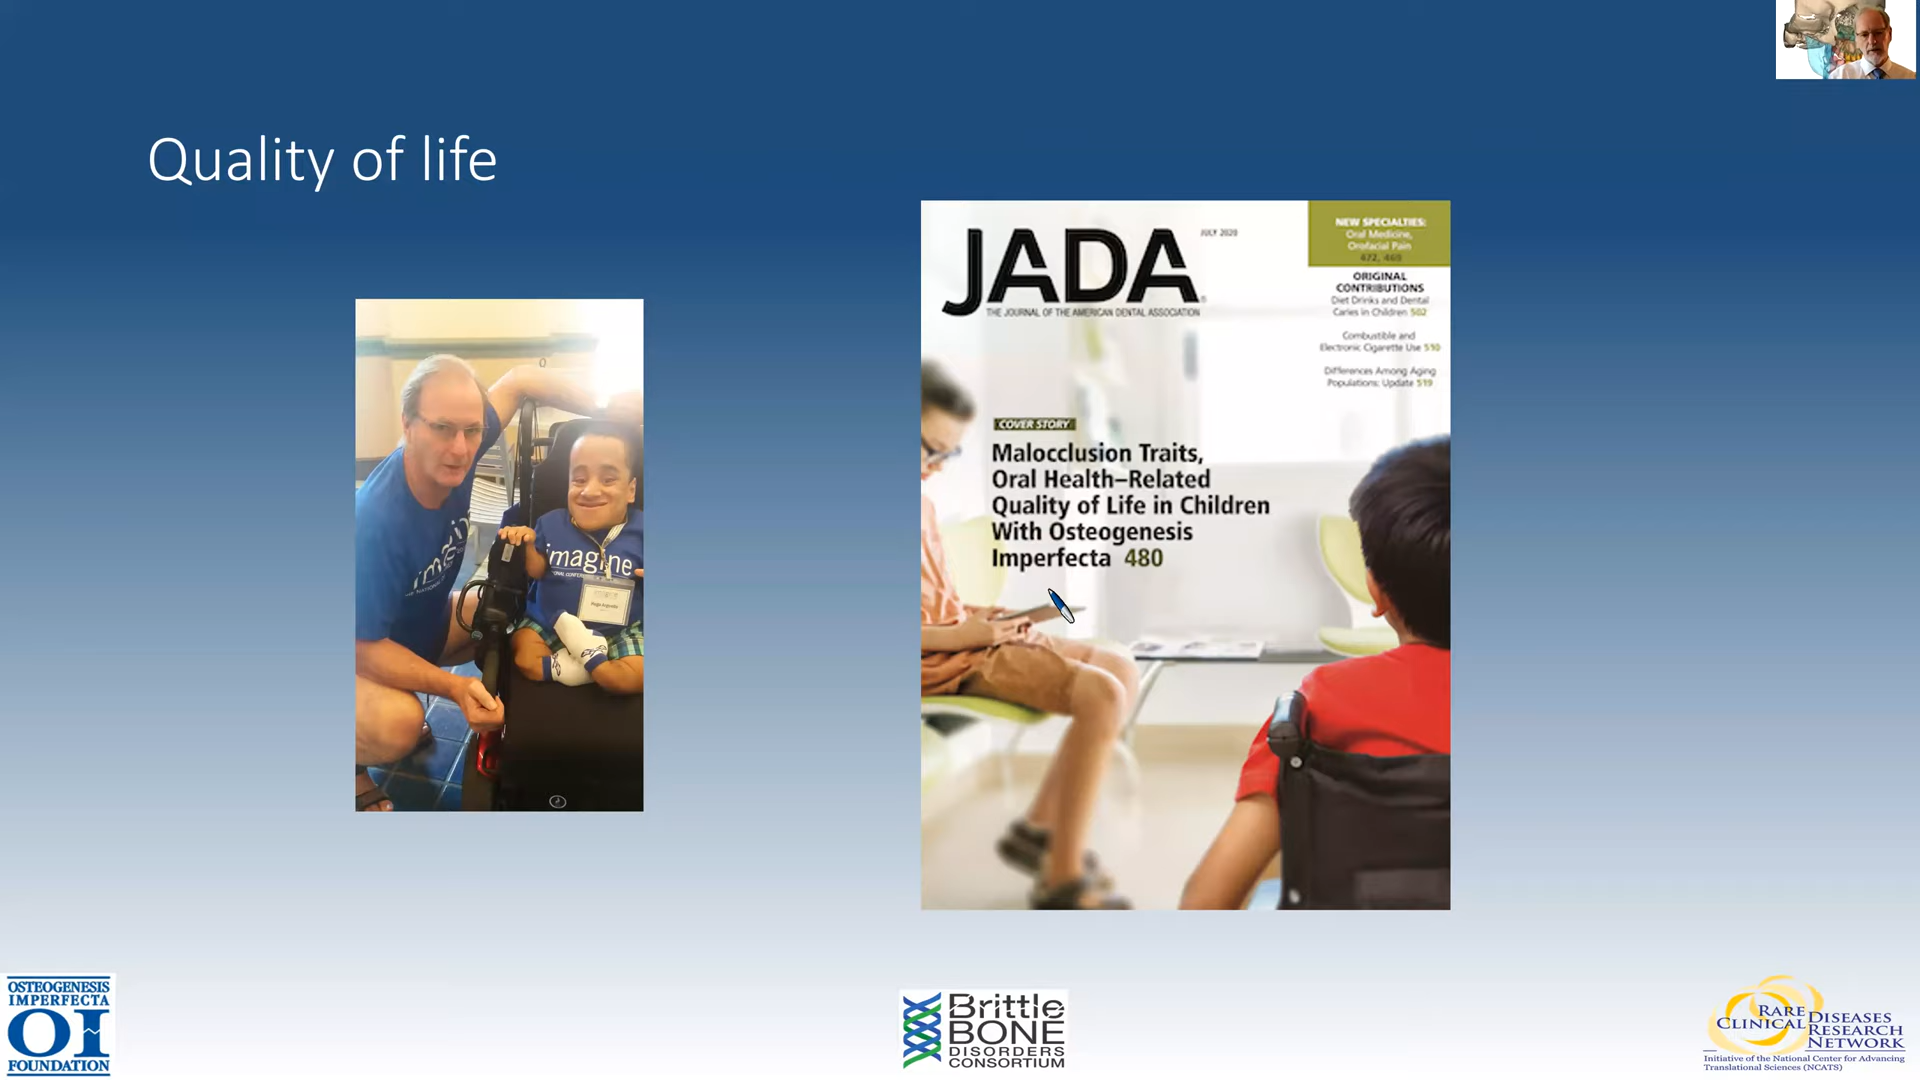 Quality of life
imagine
JADA
JULY 2020
THE JOURNAL OF THE AMERICAN DENTAL ASSOCIATION
NEW SPECIALTIES:
Oral Medicine,
Orofacial Pain
472, 469
ORIGINAL
CONTRIBUTIONS
Diet Drinks and Dental
Caries in Children 502
Combustible and
Electronic Cigarette Use 510
Differences Among Aging
Populations: Update 519
COVER STORY
Malocclusion Traits,
Oral Health–Related
Quality of Life in Children
With Osteogenesis
Imperfecta 480
OSTEOGENESIS
IMPERFECTA
OI
FOUNDATION
Brittle
BONE
DISORDERS
CONSORTIUM
RARE DISEASES
CLINICAL RESEARCH
NETWORK
Initiative of the National Center for Advancing
Translational Sciences (NCATS)